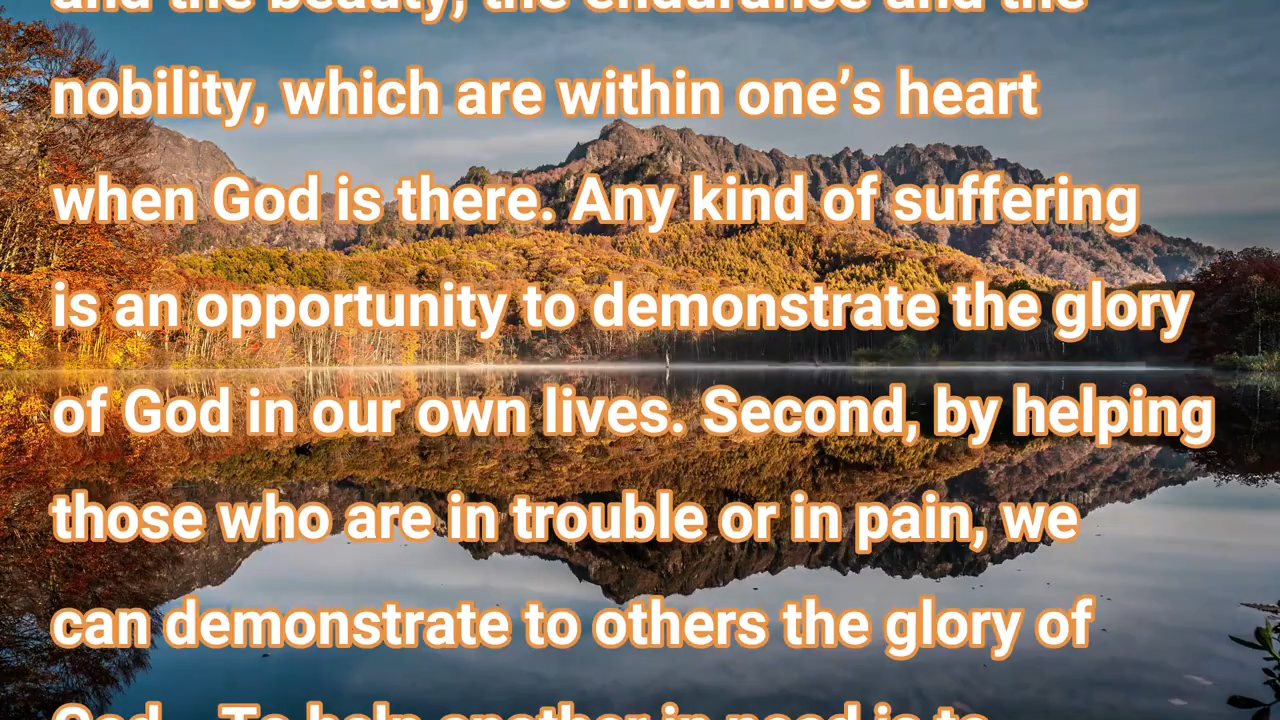 and the beauty, the endurance and the
nobility, which are within one’s heart
when God is there. Any kind of suffering
is an opportunity to demonstrate the glory
of God in our own lives. Second, by helping
those who are in trouble or in pain, we
can demonstrate to others the glory of
God... To help another in need is to